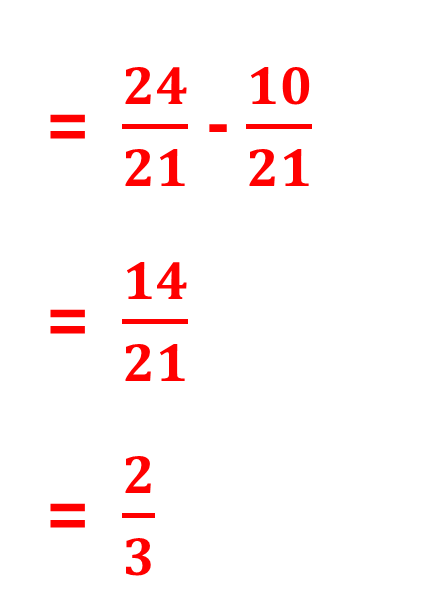 = 24/21 - 10/21
= 14/21
= 2/3